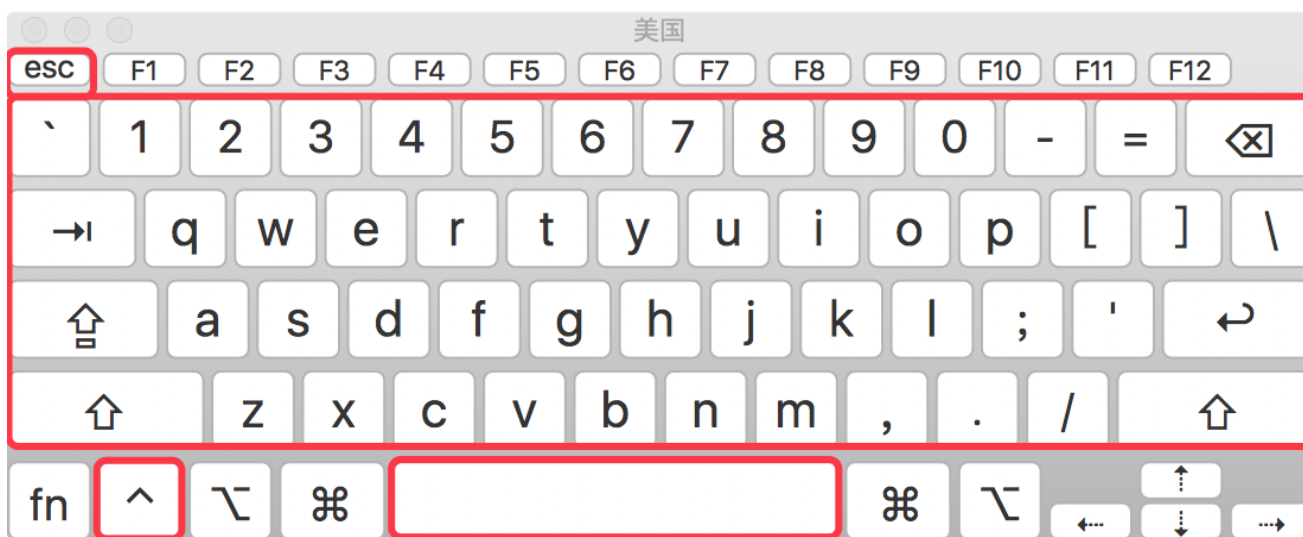 美国
esc F1 F2 F3 F4 F5 F6 F7 F8 F9 F10 F11 F12
` 1 2 3 4 5 6 7 8 9 0 - =
q w e r t y u i o p [ ] \
a s d f g h j k l ; '
z x c v b n m , . /
fn ^ ⌥ ⌘ ⌘ ⌥